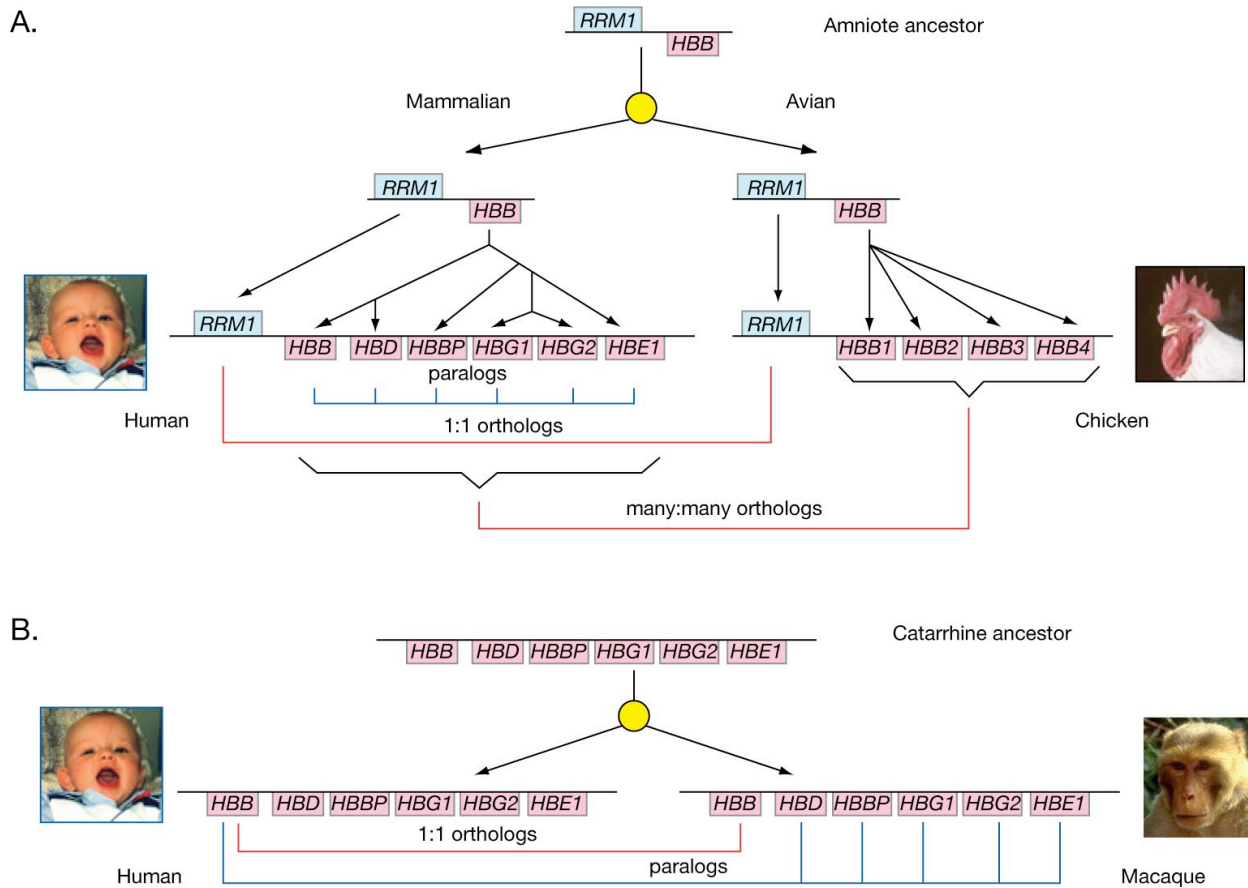 A.
RRM1
HBB
Amniote ancestor
Mammalian
Avian
RRM1
HBB
RRM1
HBB
RRM1
HBB HBD HBBP HBG1 HBG2 HBE1
RRM1
HBB1 HBB2 HBB3 HBB4
paralogs
Human
1:1 orthologs
Chicken
many:many orthologs
B.
Catarrhine ancestor
HBB HBD HBBP HBG1 HBG2 HBE1
HBB HBD HBBP HBG1 HBG2 HBE1
HBB HBD HBBP HBG1 HBG2 HBE1
1:1 orthologs
paralogs
Human
Macaque